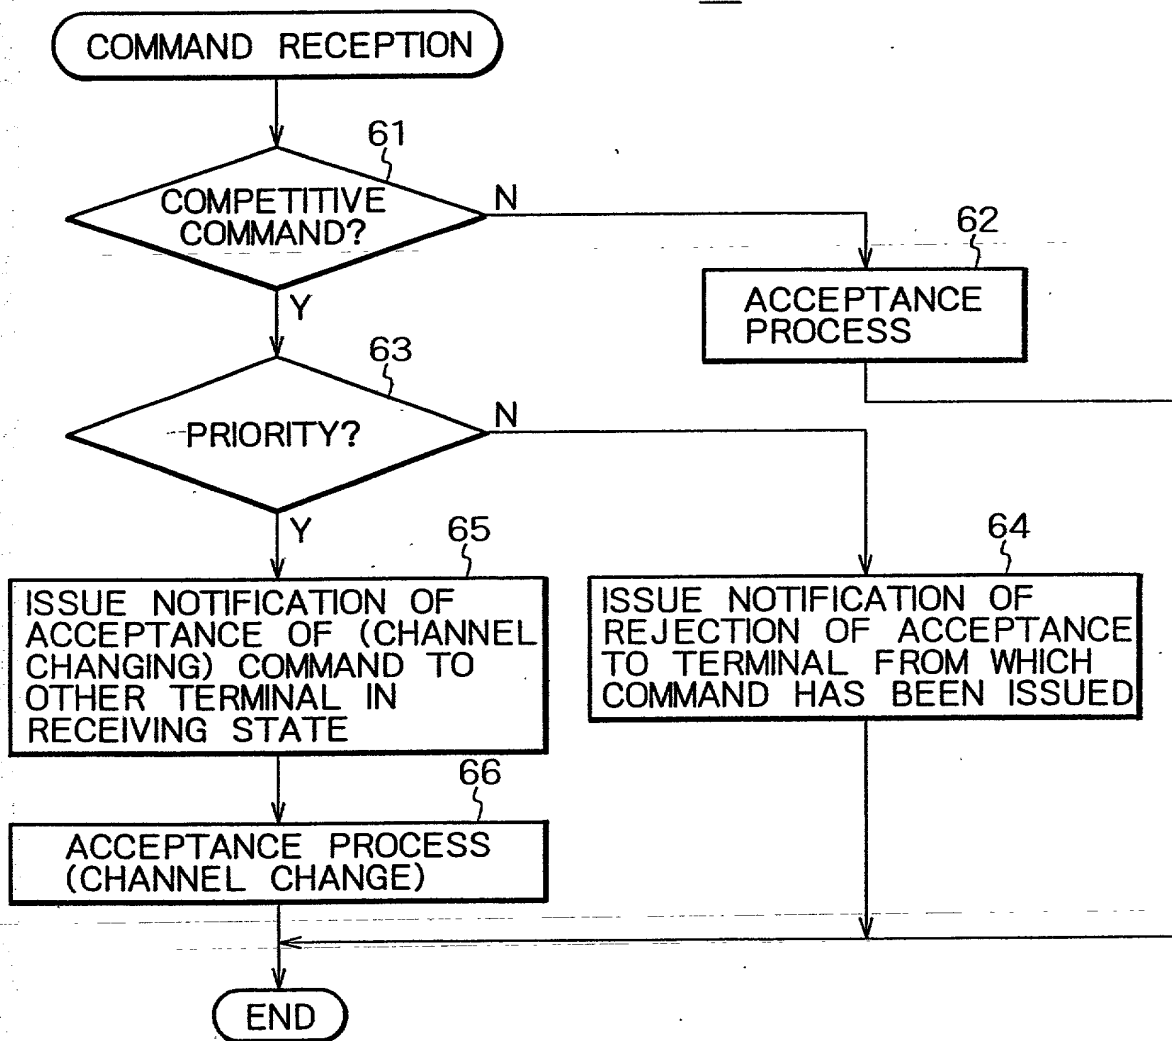 COMMAND RECEPTION
61
COMPETITIVE
COMMAND?
N
62
ACCEPTANCE
PROCESS
Y
63
PRIORITY?
N
Y
65
ISSUE NOTIFICATION OF
ACCEPTANCE OF (CHANNEL
CHANGING) COMMAND TO
OTHER TERMINAL IN
RECEIVING STATE
64
ISSUE NOTIFICATION OF
REJECTION OF ACCEPTANCE
TO TERMINAL FROM WHICH
COMMAND HAS BEEN ISSUED
66
ACCEPTANCE PROCESS
(CHANNEL CHANGE)
END